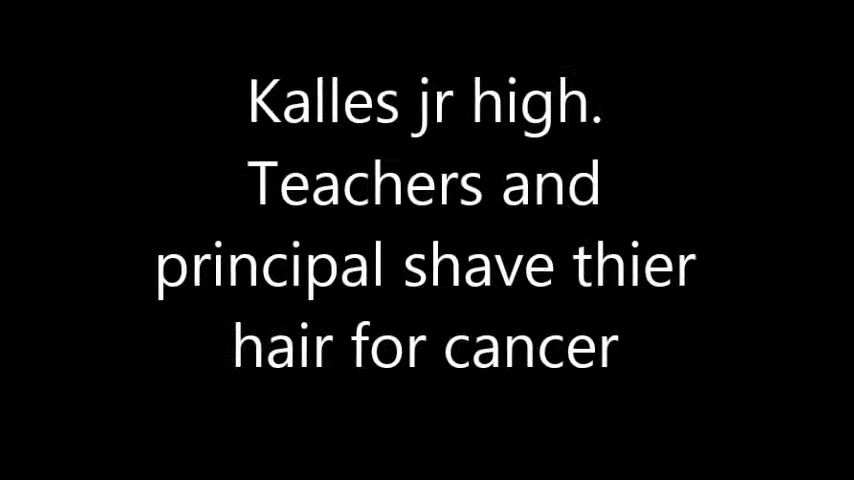 Kalles jr high.
Teachers and
principal shave thier
hair for cancer